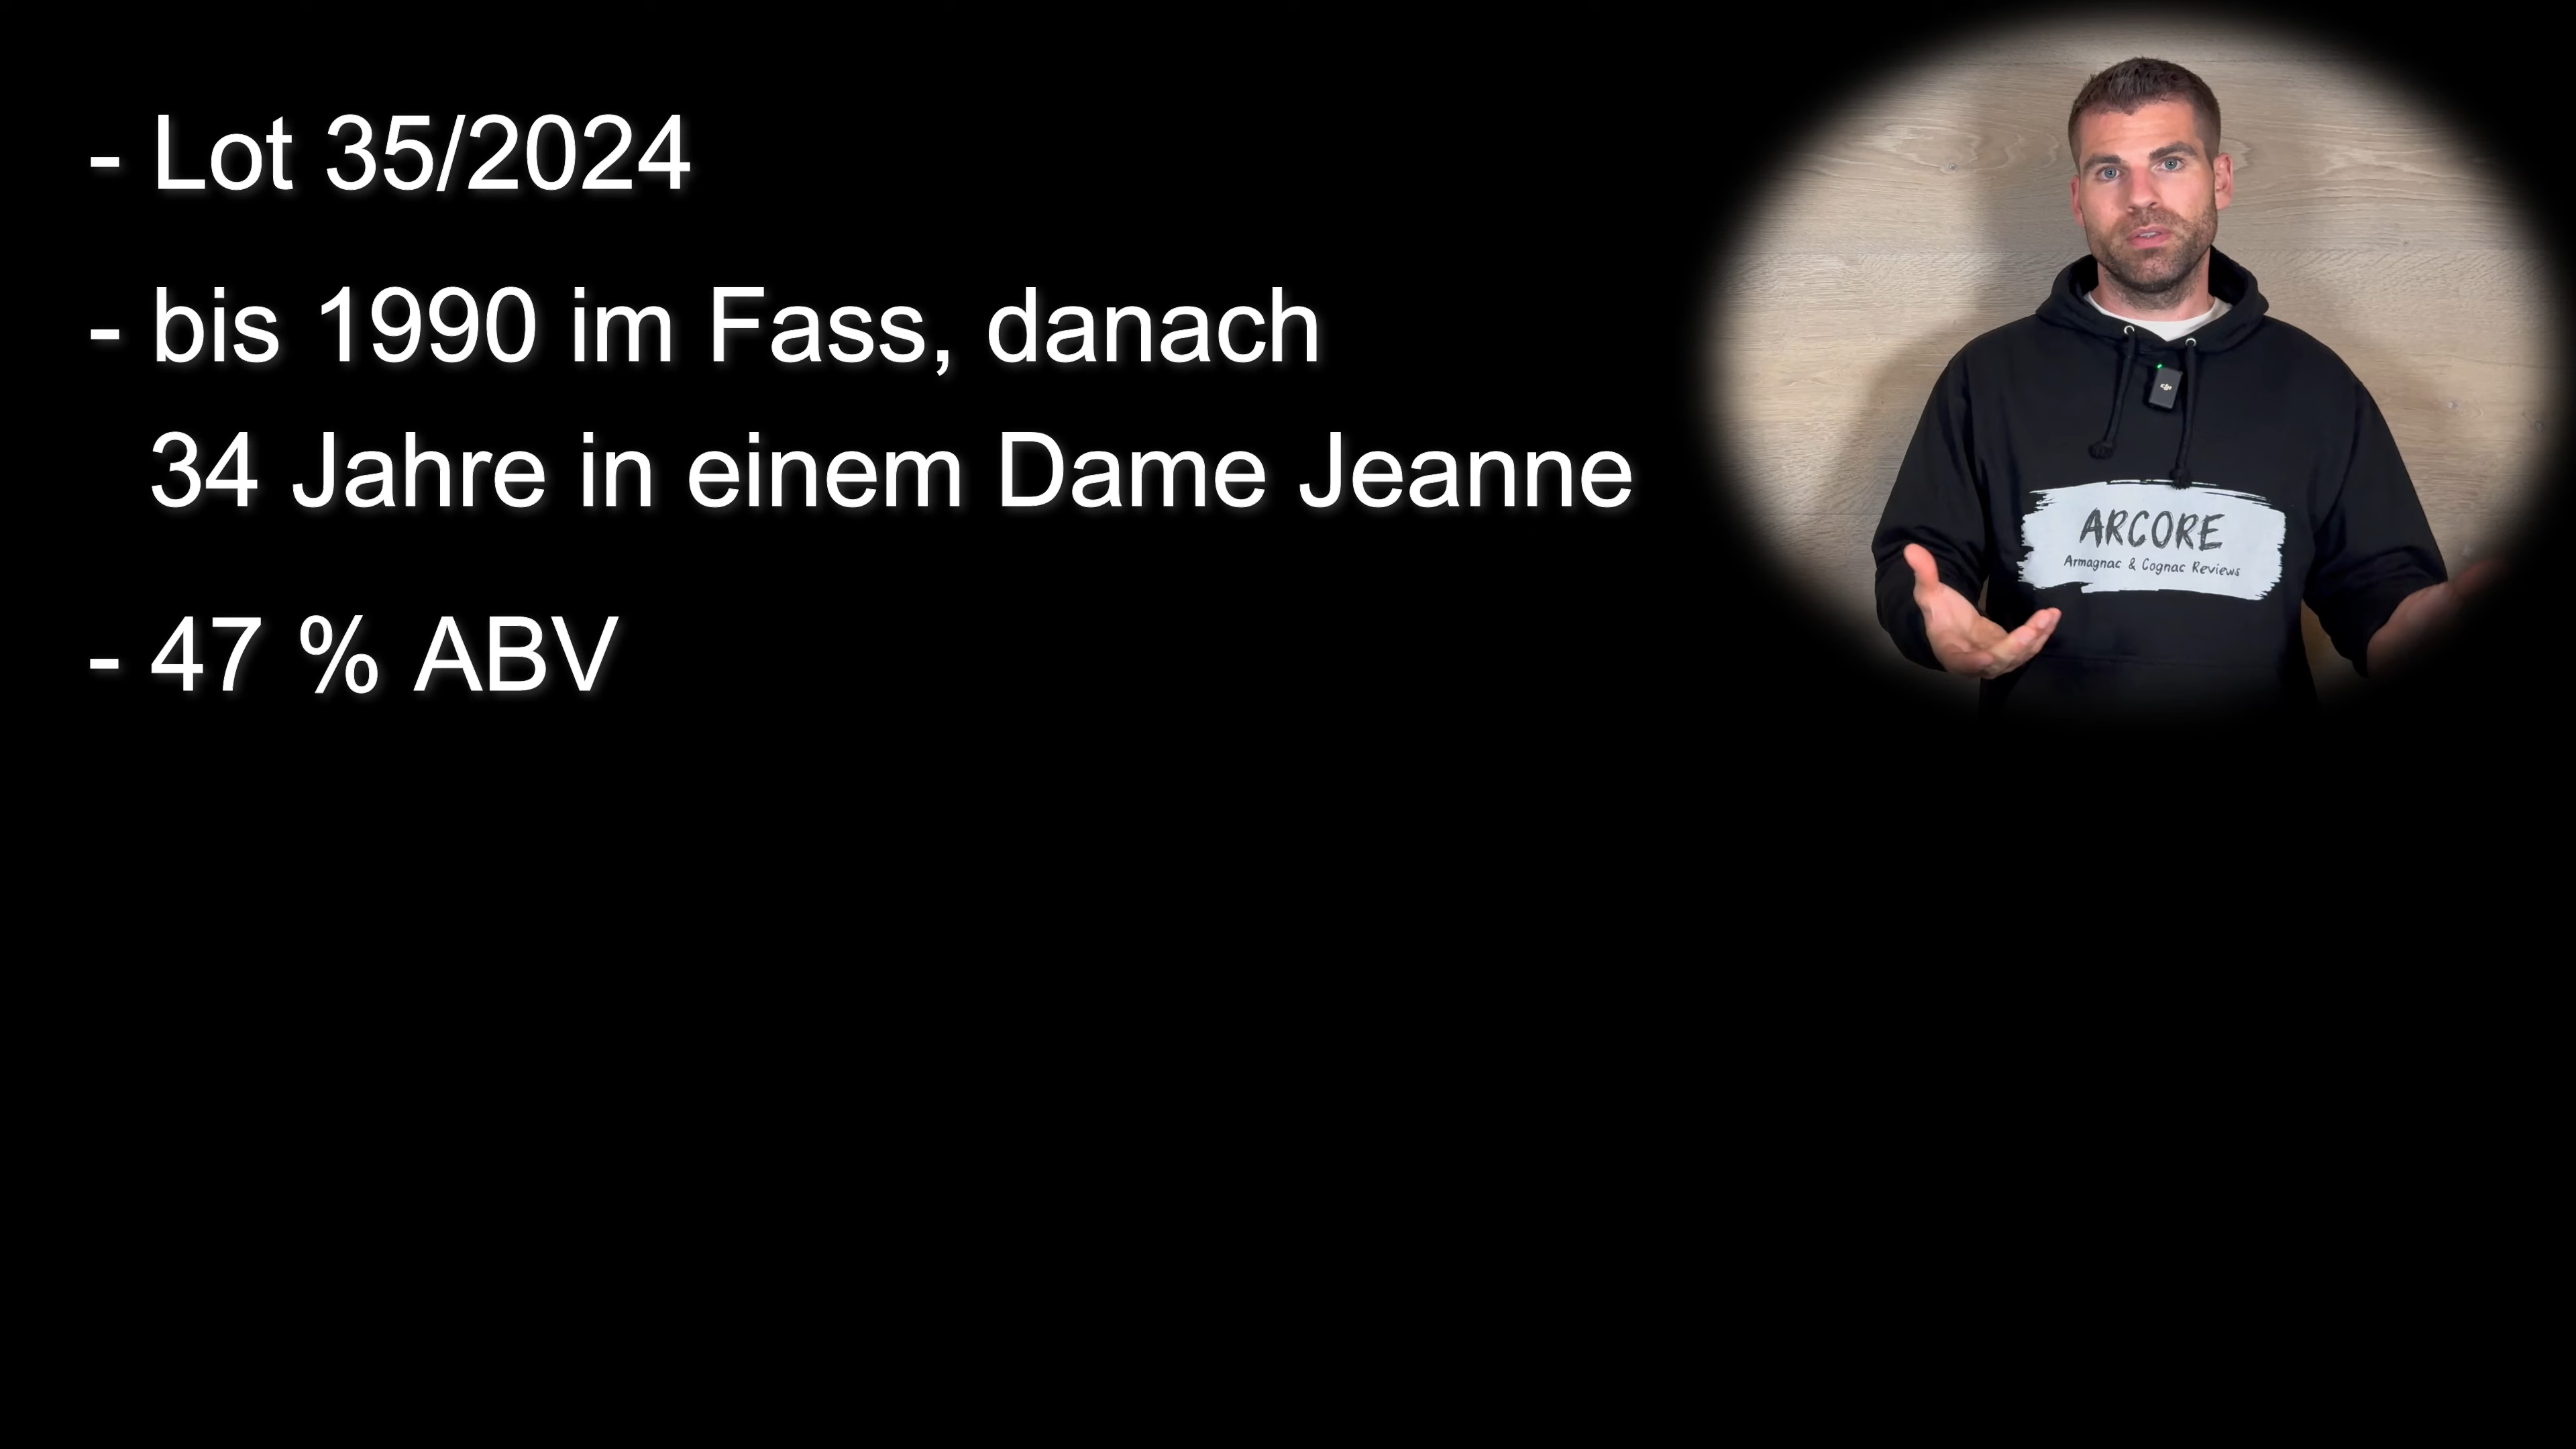 - Lot 35/2024
- bis 1990 im Fass, danach
34 Jahre in einem Dame Jeanne
- 47 % ABV
ARCORE
Armagnac & Cognac Reviews
dji